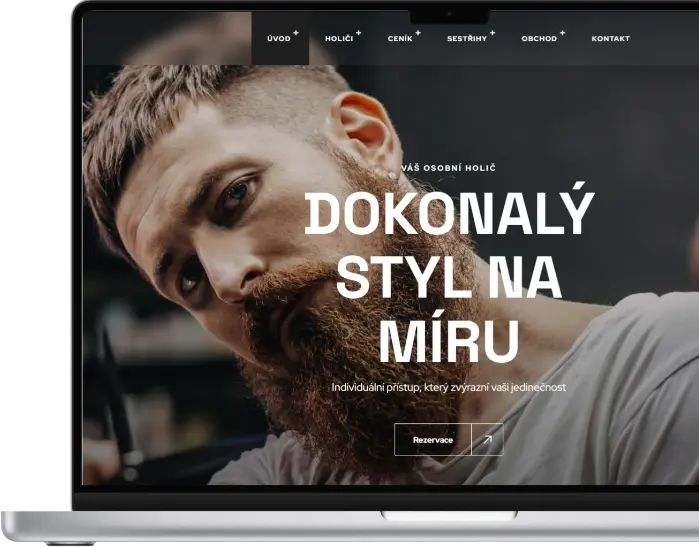 ÚVOD + HOLIČI + CENÍK + SESTŘIHY + OBCHOD + KONTAKT
VÁŠ OSOBNÍ HOLIČ
DOKONALÝ
STYL NA
MÍRU
Individuální přístup, který zvýrazní vaši jedinečnost
Rezervace